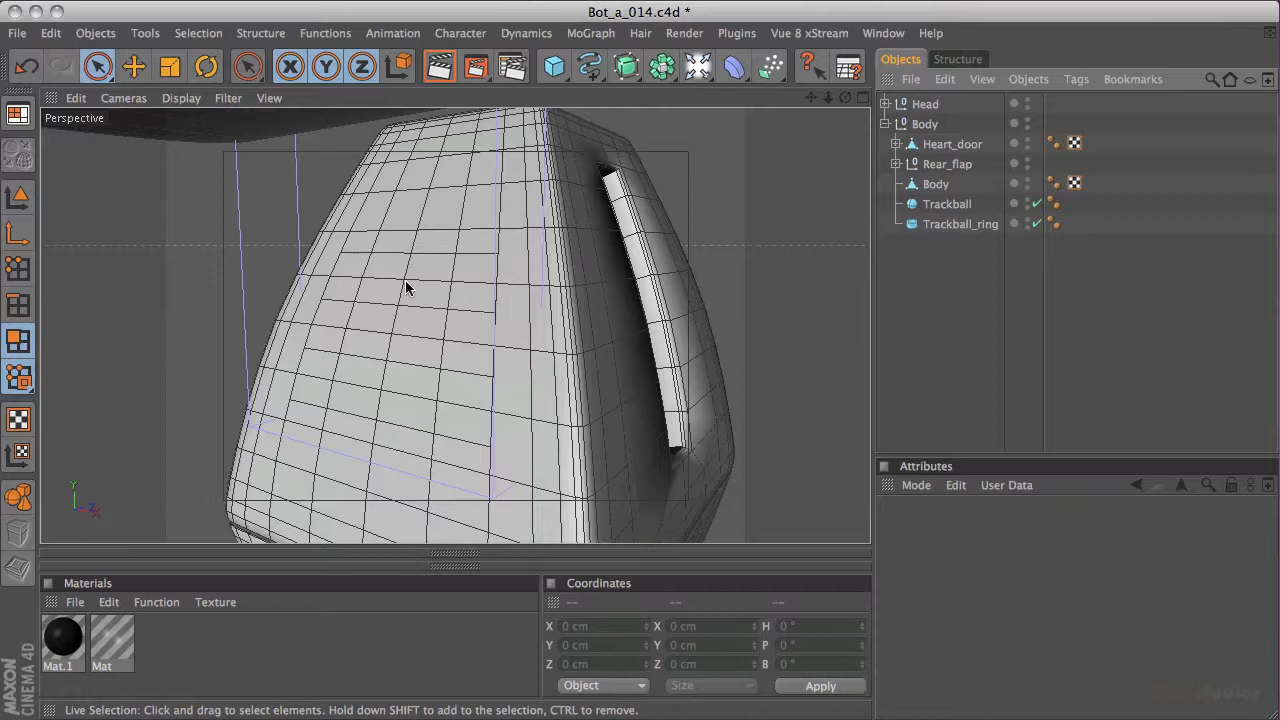 Bot_a_014.c4d *
File Edit Objects Tools Selection Structure Functions Animation Character Dynamics MoGraph Hair Render Plugins Vue 8 xStream Window Help
X Y Z
Objects Structure
File Edit View Objects Tags Bookmarks
Edit Cameras Display Filter View
Perspective
Head
Body
Heart_door
Rear_flap
Body
Trackball
Trackball_ring
Attributes
Mode Edit User Data
Y
Z X
Materials
File Edit Function Texture
Mat.1 Mat
Coordinates
-- -- --
X 0 cm X 0 cm H 0 °
Y 0 cm Y 0 cm P 0 °
Z 0 cm Z 0 cm B 0 °
Object Size Apply
MAXON
CINEMA 4D
Live Selection: Click and drag to select elements. Hold down SHIFT to add to the selection, CTRL to remove.